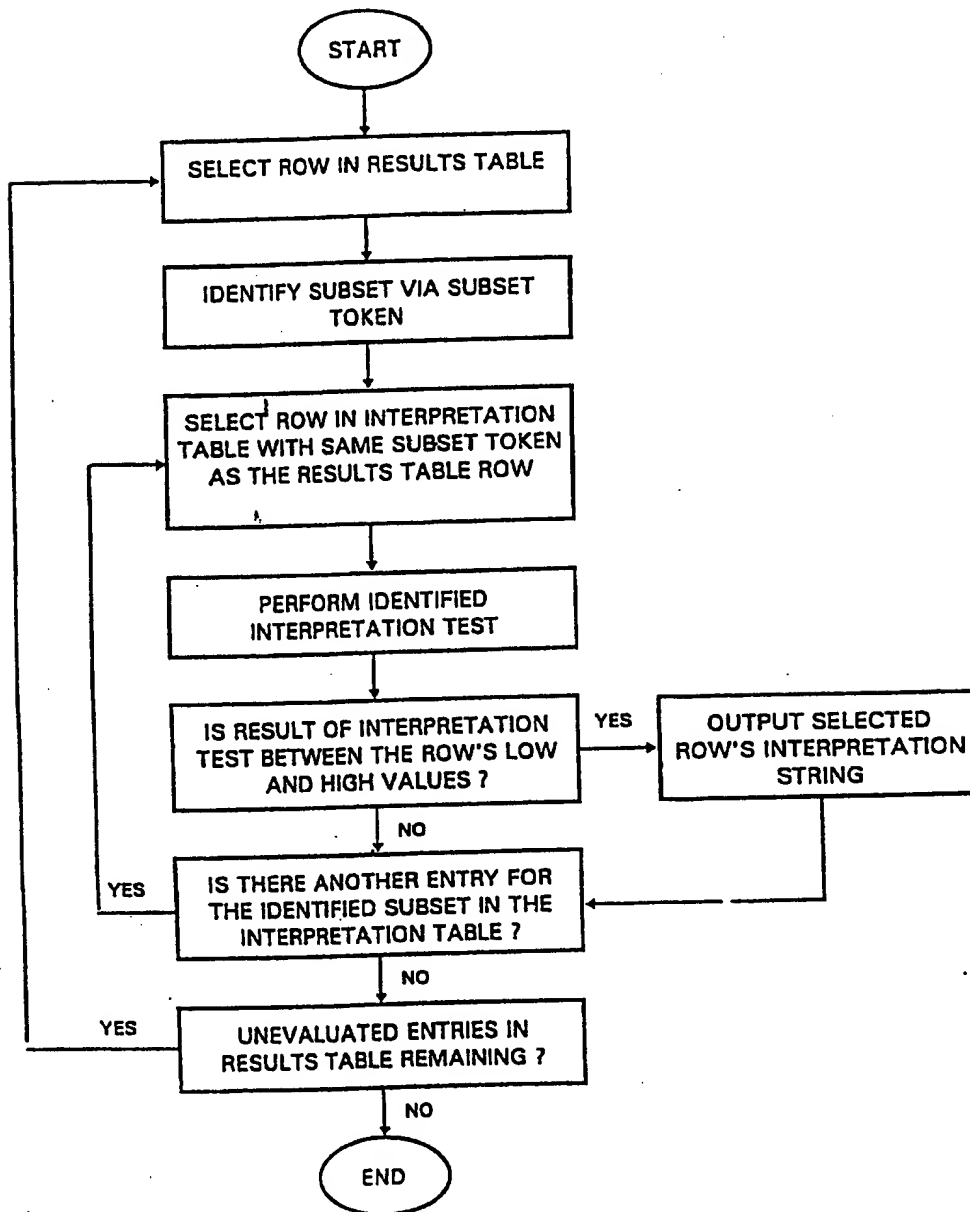 START
SELECT ROW IN RESULTS TABLE
IDENTIFY SUBSET VIA SUBSET
TOKEN
SELECT ROW IN INTERPRETATION
TABLE WITH SAME SUBSET TOKEN
AS THE RESULTS TABLE ROW
PERFORM IDENTIFIED
INTERPRETATION TEST
IS RESULT OF INTERPRETATION
TEST BETWEEN THE ROW'S LOW
AND HIGH VALUES ?
YES
OUTPUT SELECTED
ROW'S INTERPRETATION
STRING
NO
YES
IS THERE ANOTHER ENTRY FOR
THE IDENTIFIED SUBSET IN THE
INTERPRETATION TABLE ?
NO
YES
UNEVALUATED ENTRIES IN
RESULTS TABLE REMAINING ?
NO
END